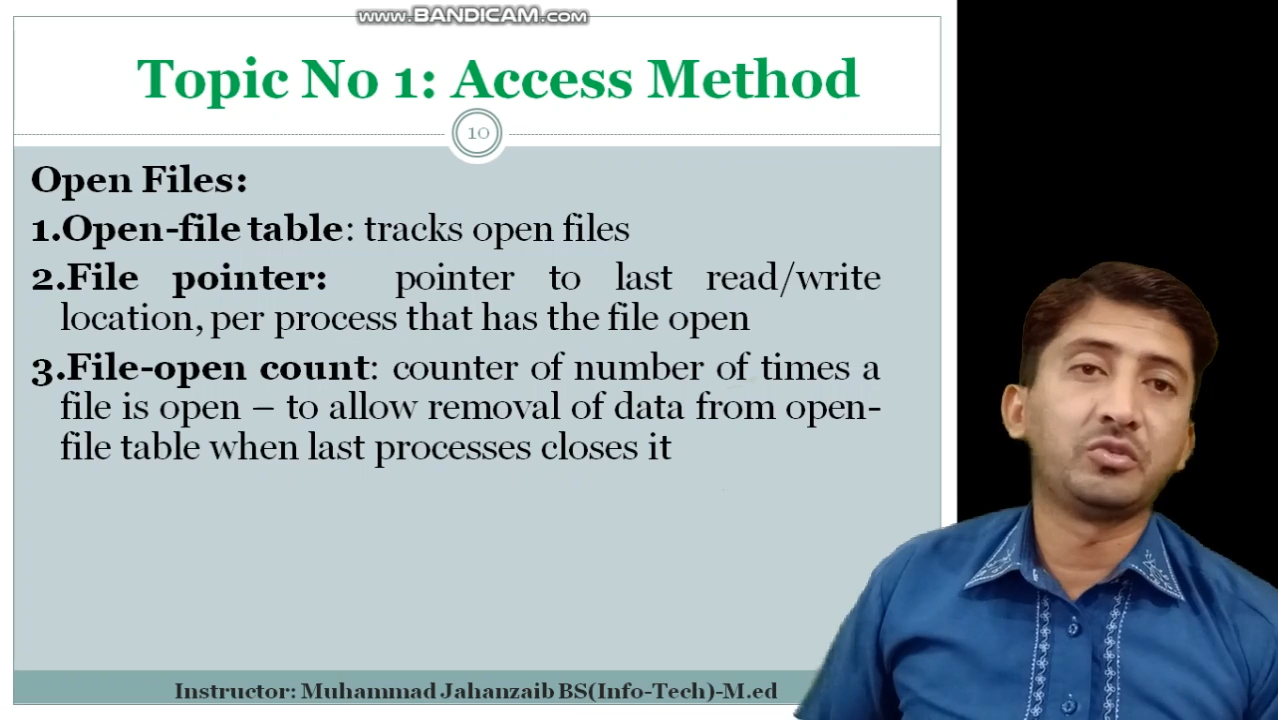 WWW.BANDICAM.COM
Topic No 1: Access Method
10
Open Files:
1.Open-file table: tracks open files
2.File pointer: pointer to last read/write
location, per process that has the file open
3.File-open count: counter of number of times a
file is open – to allow removal of data from open-
file table when last processes closes it
Instructor: Muhammad Jahanzaib BS(Info-Tech)-M.ed